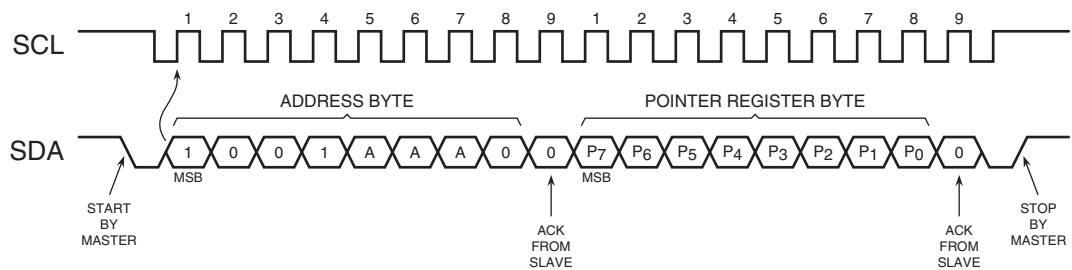 1 2 3 4 5 6 7 8 9 1 2 3 4 5 6 7 8 9
SCL
ADDRESS BYTE POINTER REGISTER BYTE
SDA 1 0 0 1 A A A 0 0 P7 P6 P5 P4 P3 P2 P1 P0 0
MSB MSB
START
BY
MASTER
ACK
FROM
SLAVE
ACK
FROM
SLAVE
STOP
BY
MASTER